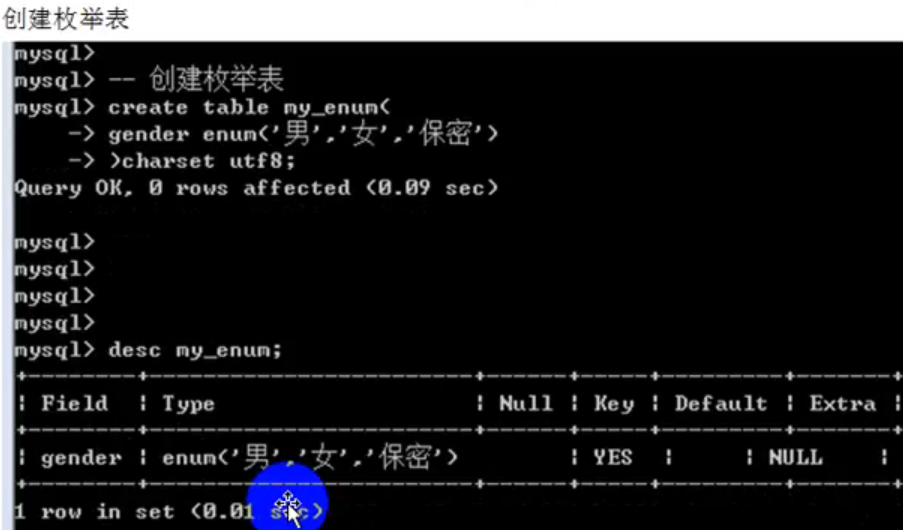 创建枚举表
mysql>
mysql> -- 创建枚举表
mysql> create table my_enum(
    -> gender enum('男','女','保密')
    -> )charset utf8;
Query OK, 0 rows affected (0.09 sec)
mysql>
mysql>
mysql>
mysql>
mysql> desc my_enum;
+--------+--------------------------+------+-----+---------+-------+
| Field | Type | Null | Key | Default | Extra |
+--------+--------------------------+------+-----+---------+-------+
| gender | enum('男','女','保密') | YES | | NULL |
+--------+--------------------------+------+-----+---------+-------+
1 row in set (0.01 sec)